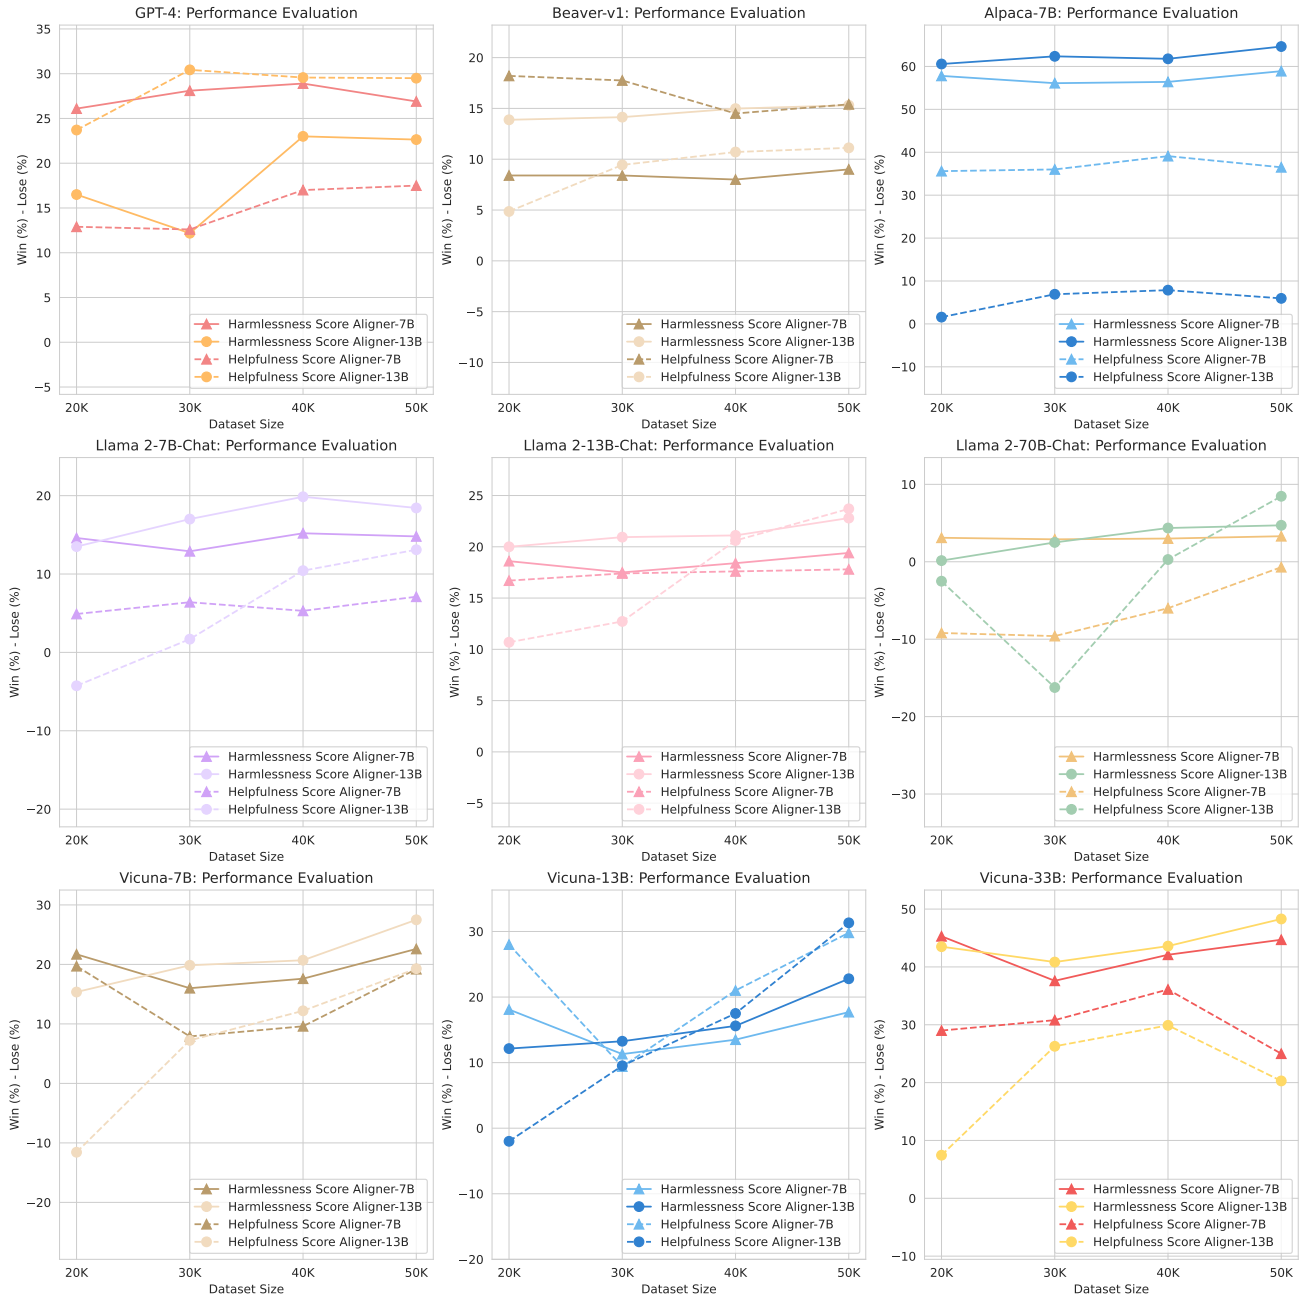 GPT-4: Performance Evaluation
Win (%) - Lose (%)
35
30
25
20
15
10
5
0
−5
Harmlessness Score Aligner-7B
Harmlessness Score Aligner-13B
Helpfulness Score Aligner-7B
Helpfulness Score Aligner-13B
20K 30K 40K 50K
Dataset Size
Beaver-v1: Performance Evaluation
Win (%) - Lose (%)
20
15
10
5
0
−5
−10
Harmlessness Score Aligner-7B
Harmlessness Score Aligner-13B
Helpfulness Score Aligner-7B
Helpfulness Score Aligner-13B
20K 30K 40K 50K
Dataset Size
Alpaca-7B: Performance Evaluation
Win (%) - Lose (%)
60
50
40
30
20
10
0
−10
Harmlessness Score Aligner-7B
Harmlessness Score Aligner-13B
Helpfulness Score Aligner-7B
Helpfulness Score Aligner-13B
20K 30K 40K 50K
Dataset Size
Llama 2-7B-Chat: Performance Evaluation
Win (%) - Lose (%)
20
10
0
−10
−20
Harmlessness Score Aligner-7B
Harmlessness Score Aligner-13B
Helpfulness Score Aligner-7B
Helpfulness Score Aligner-13B
20K 30K 40K 50K
Dataset Size
Llama 2-13B-Chat: Performance Evaluation
Win (%) - Lose (%)
25
20
15
10
5
0
−5
Harmlessness Score Aligner-7B
Harmlessness Score Aligner-13B
Helpfulness Score Aligner-7B
Helpfulness Score Aligner-13B
20K 30K 40K 50K
Dataset Size
Llama 2-70B-Chat: Performance Evaluation
Win (%) - Lose (%)
10
0
−10
−20
−30
Harmlessness Score Aligner-7B
Harmlessness Score Aligner-13B
Helpfulness Score Aligner-7B
Helpfulness Score Aligner-13B
20K 30K 40K 50K
Dataset Size
Vicuna-7B: Performance Evaluation
Win (%) - Lose (%)
30
20
10
0
−10
−20
Harmlessness Score Aligner-7B
Harmlessness Score Aligner-13B
Helpfulness Score Aligner-7B
Helpfulness Score Aligner-13B
20K 30K 40K 50K
Dataset Size
Vicuna-13B: Performance Evaluation
Win (%) - Lose (%)
30
20
10
0
−10
−20
Harmlessness Score Aligner-7B
Harmlessness Score Aligner-13B
Helpfulness Score Aligner-7B
Helpfulness Score Aligner-13B
20K 30K 40K 50K
Dataset Size
Vicuna-33B: Performance Evaluation
Win (%) - Lose (%)
50
40
30
20
10
0
−10
Harmlessness Score Aligner-7B
Harmlessness Score Aligner-13B
Helpfulness Score Aligner-7B
Helpfulness Score Aligner-13B
20K 30K 40K 50K
Dataset Size